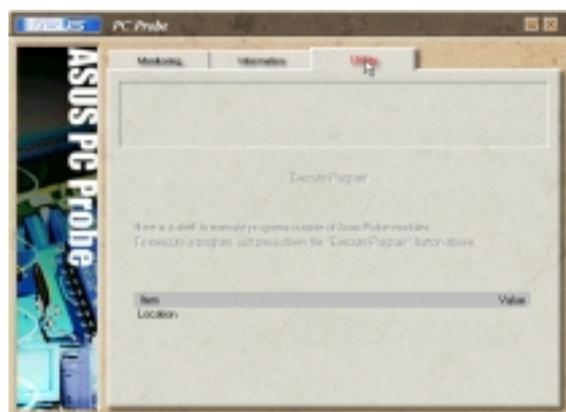 ASUS PC Probe
ASUS PC Probe
Monitoring Information Utility
Execute Program
Here is a shell to execute programs outside of Asus Probe modules.
To execute a program, just press down the "Execute Program" button above.
Item Value
Location